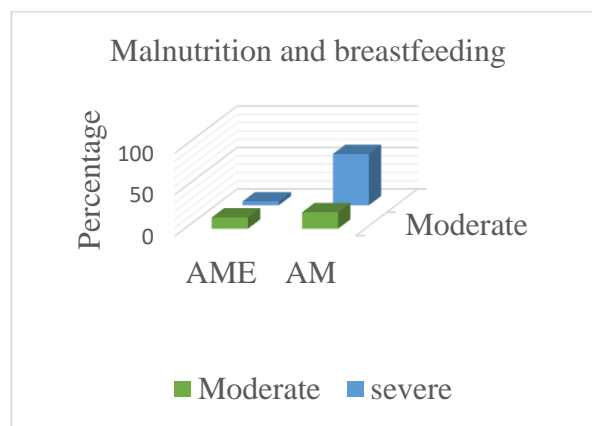 Malnutrition and breastfeeding
Percentage
100
50
0
AME AM
Moderate
Moderate severe